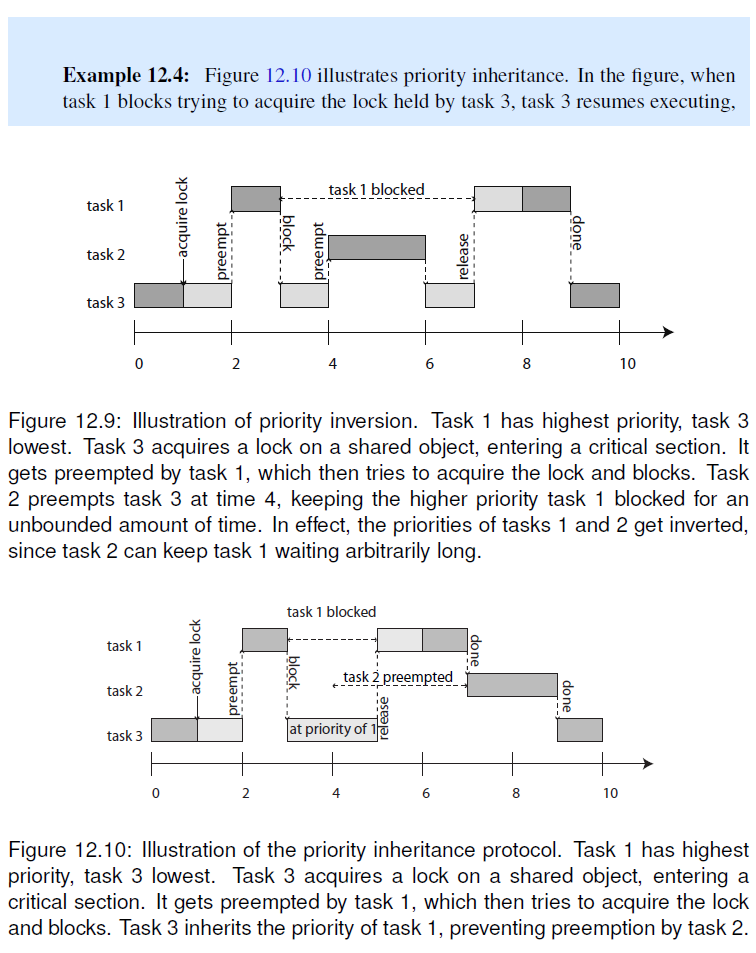 Example 12.4: Figure 12.10 illustrates priority inheritance. In the figure, when
task 1 blocks trying to acquire the lock held by task 3, task 3 resumes executing,
task 1 blocked
task 1
acquire lock
preempt
block
preempt
release
done
task 2
task 3
0 2 4 6 8 10
Figure 12.9: Illustration of priority inversion. Task 1 has highest priority, task 3
lowest. Task 3 acquires a lock on a shared object, entering a critical section. It
gets preempted by task 1, which then tries to acquire the lock and blocks. Task
2 preempts task 3 at time 4, keeping the higher priority task 1 blocked for an
unbounded amount of time. In effect, the priorities of tasks 1 and 2 get inverted,
since task 2 can keep task 1 waiting arbitrarily long.
task 1 blocked
task 1
acquire lock
preempt
block
done
task 2 preempted
task 2
release
done
task 3
at priority of 1
0 2 4 6 8 10
Figure 12.10: Illustration of the priority inheritance protocol. Task 1 has highest
priority, task 3 lowest. Task 3 acquires a lock on a shared object, entering a
critical section. It gets preempted by task 1, which then tries to acquire the lock
and blocks. Task 3 inherits the priority of task 1, preventing preemption by task 2.